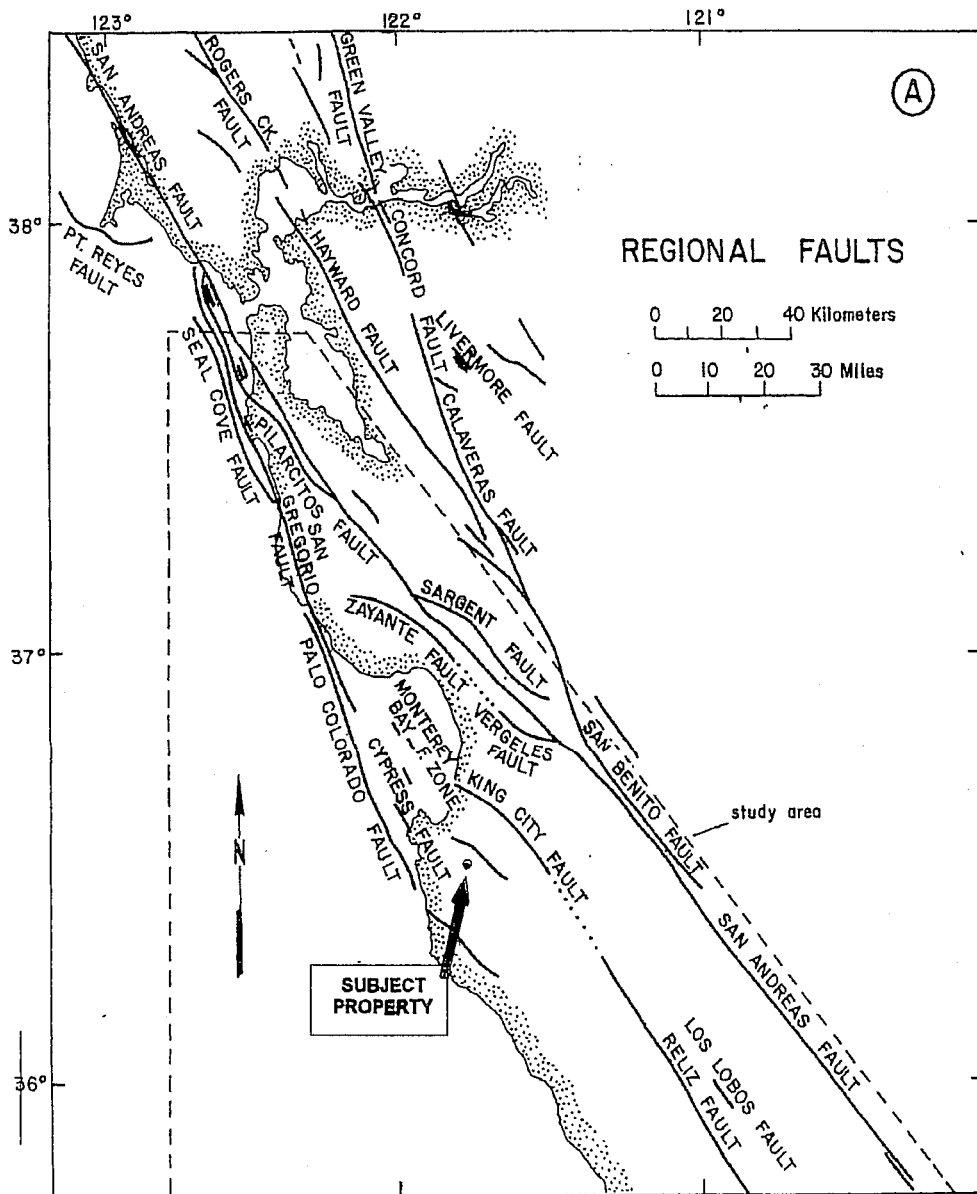 123°
122°
121°
A
SAN ANDREAS FAULT
ROGERS CK. FAULT
GREEN VALLEY FAULT
38°
PT. REYES FAULT
HAYWARD FAULT
CONCORD FAULT
REGIONAL FAULTS
0 20 40 Kilometers
0 10 20 30 Miles
LIVERMORE FAULT
SEAL COVE FAULT
PILARCITOS FAULT
SAN GREGORIO FAULT
CALAVERAS FAULT
37°
ZAYANTE FAULT
SARGENT FAULT
VERGELES FAULT
PALO COLORADO FAULT
MONTEREY BAY F. ZONE
CYPRESS FAULT
KING CITY FAULT
SAN BENITO FAULT
study area
N
SUBJECT
PROPERTY
SAN ANDREAS FAULT
36°
RELIZ FAULT
LOS LOBOS FAULT